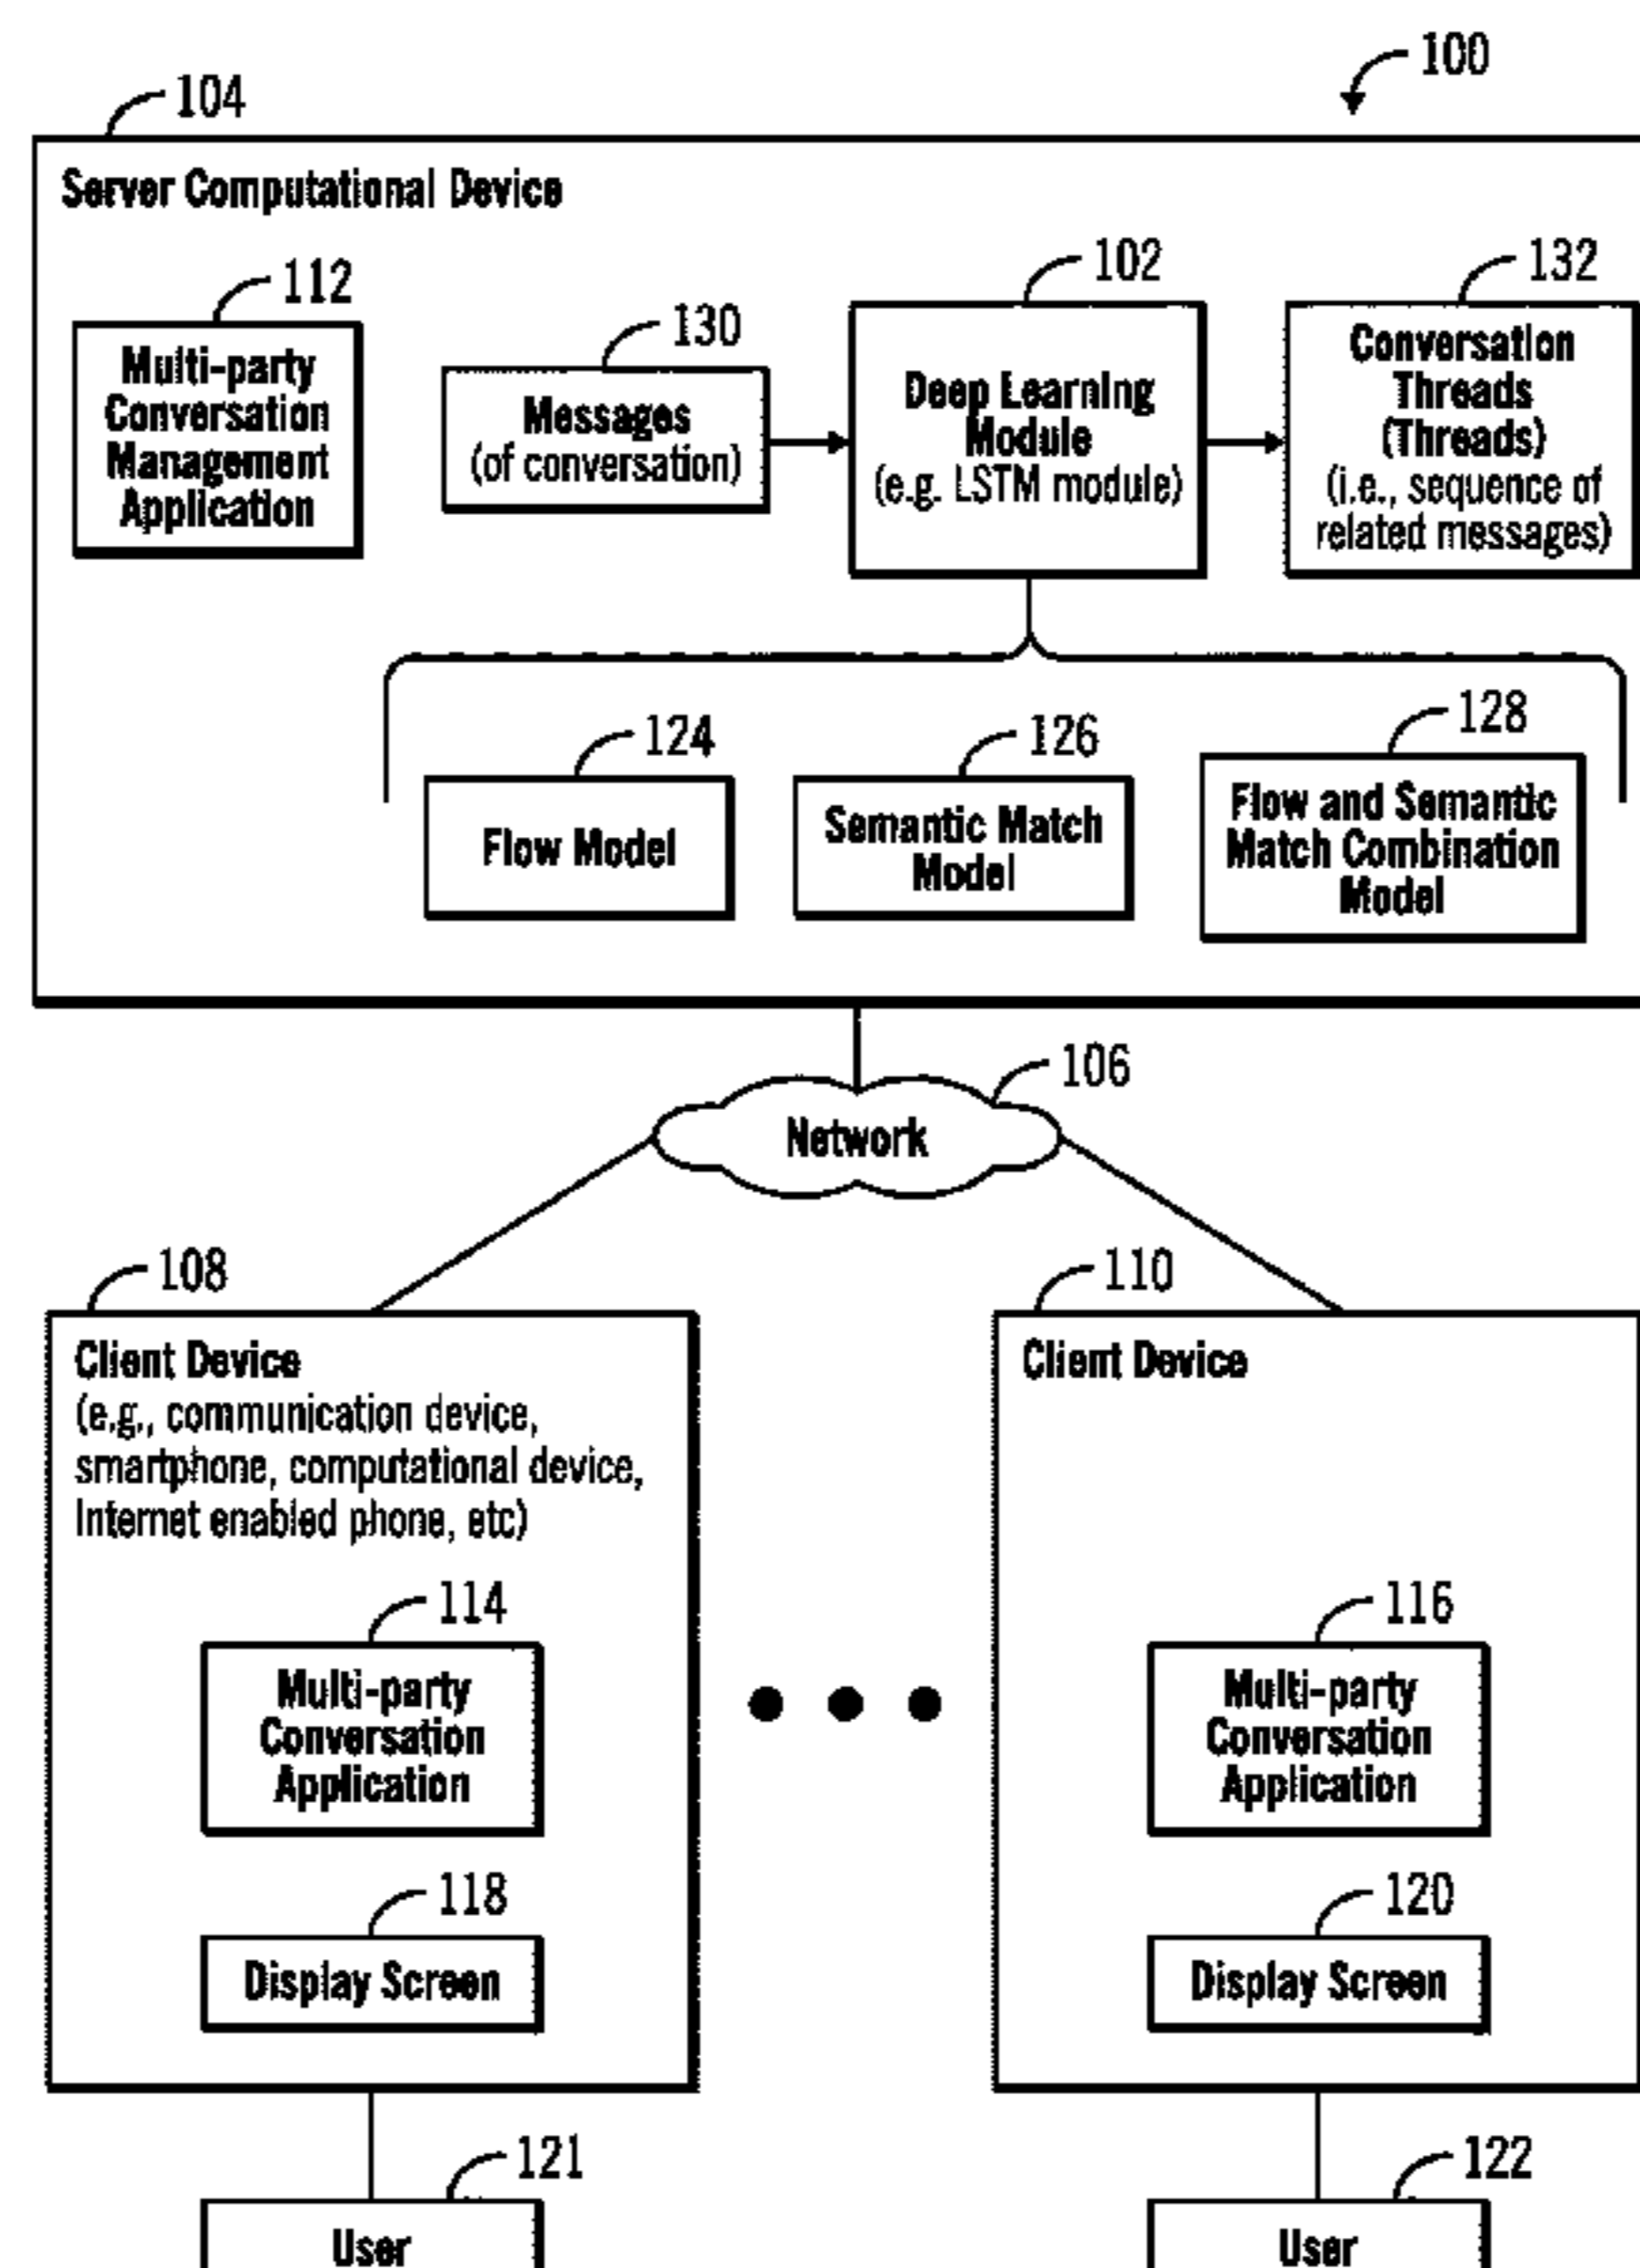 100
104
Server Computational Device
112
Multi-party
Conversation
Management
Application
130
Messages
(of conversation)
102
Deep Learning
Module
(e.g. LSTM module)
132
Conversation
Threads
(Threads)
(i.e., sequence of
related messages)
124
Flow Model
126
Semantic Match
Model
128
Flow and Semantic
Match Combination
Model
106
Network
108
Client Device
(e.g., communication device,
smartphone, computational device,
Internet enabled phone, etc)
114
Multi-party
Conversation
Application
118
Display Screen
121
User
110
Client Device
116
Multi-party
Conversation
Application
120
Display Screen
122
User